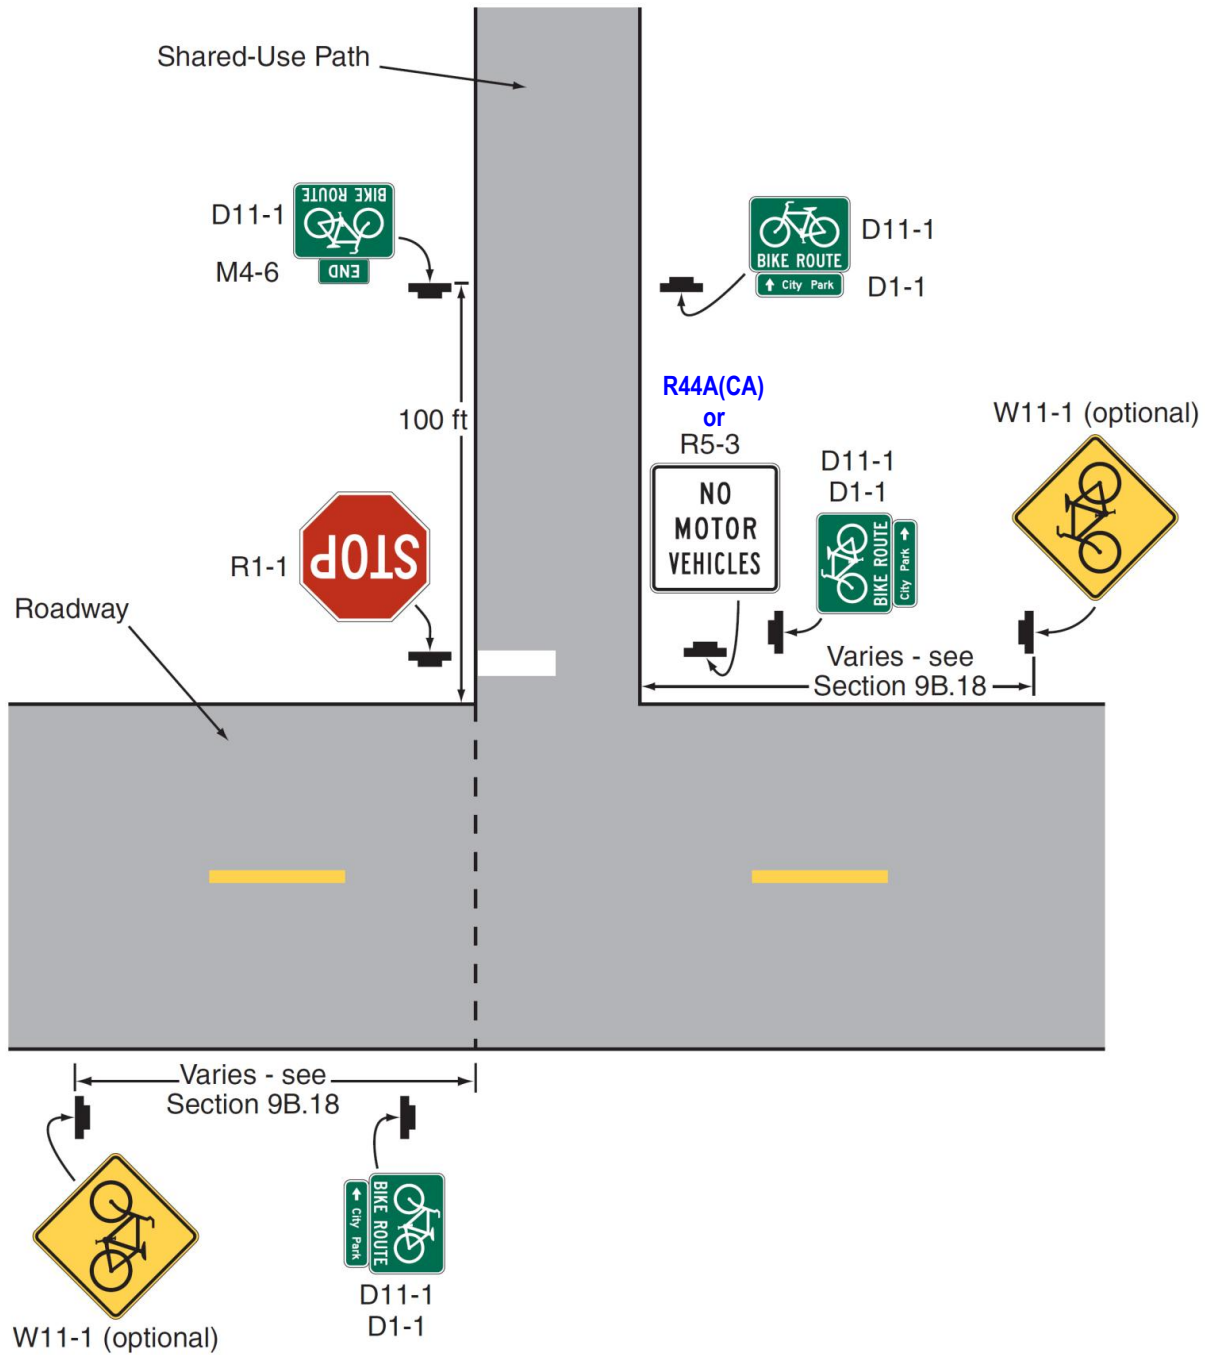 Shared-Use Path
BIKE ROUTE
D11-1
M4-6
END
BIKE ROUTE
D11-1
City Park
D1-1
100 ft
R44A(CA)
or
R5-3
NO
MOTOR
VEHICLES
D11-1
D1-1
BIKE ROUTE
City Park
W11-1 (optional)
STOP
R1-1
Roadway
Varies - see
Section 9B.18
Varies - see
Section 9B.18
BIKE ROUTE
City Park
D11-1
D1-1
W11-1 (optional)